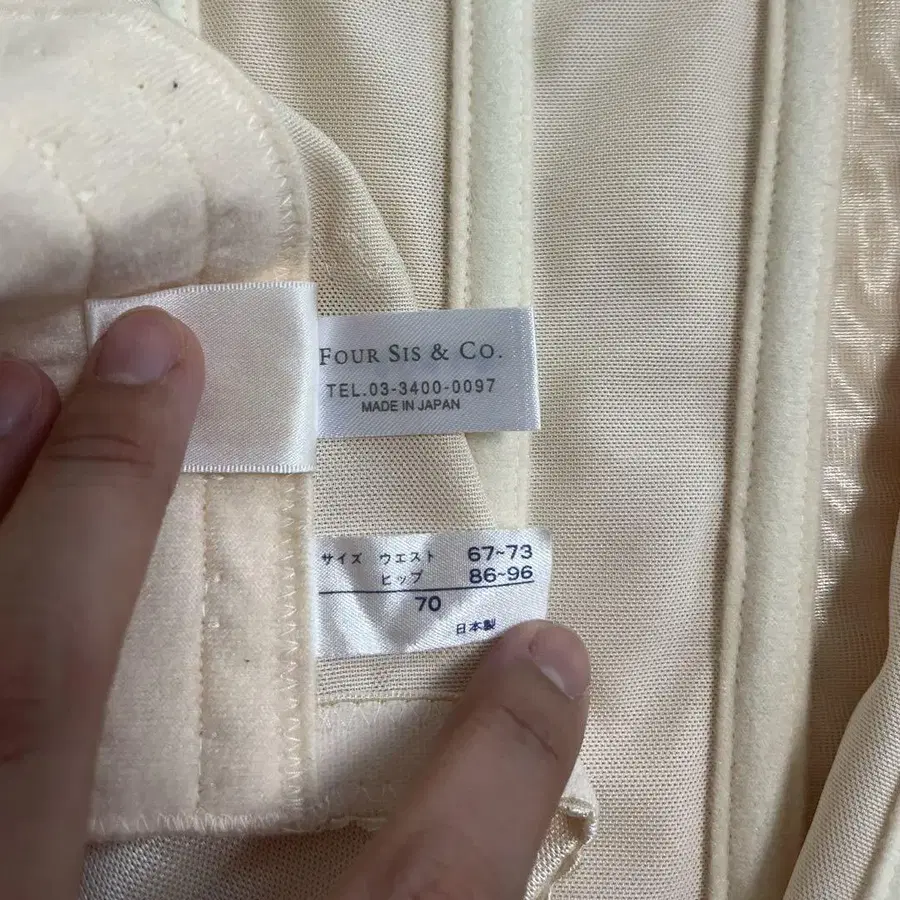 FOUR SIS & CO.
TEL.03-3400-0097
MADE IN JAPAN
サイズ ウエスト 67~73
ヒップ 86~96
70
日本製